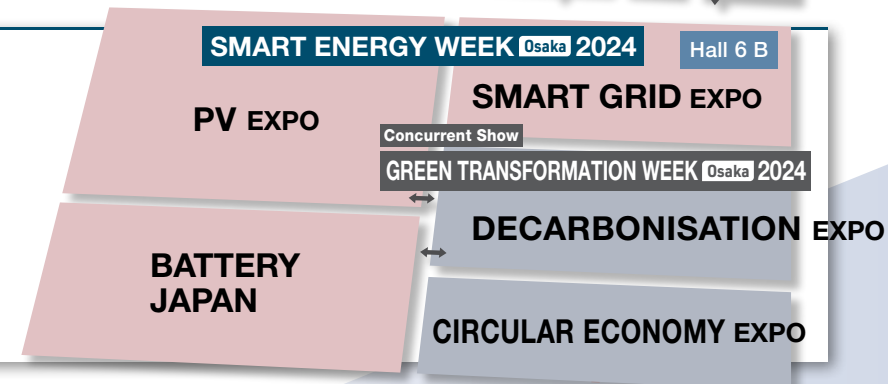 SMART ENERGY WEEK Osaka 2024
Hall 6 B
PV EXPO
SMART GRID EXPO
Concurrent Show
GREEN TRANSFORMATION WEEK Osaka 2024
DECARBONISATION EXPO
BATTERY
JAPAN
CIRCULAR ECONOMY EXPO